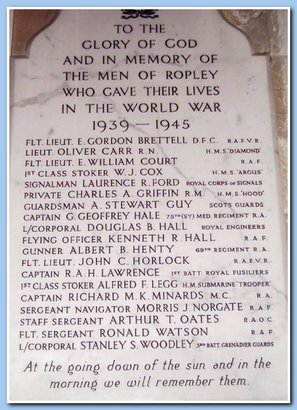 TO THE
GLORY OF GOD
AND IN MEMORY OF
THE MEN OF ROPLEY
WHO GAVE THEIR LIVES
IN THE WORLD WAR
1939—1945
FLT. LIEUT. E. GORDON BRETTELL D.F.C. R.A.F.V.R.
LIEUT. OLIVER CARR R.N. H.M.S. 'DIAMOND'
FLT. LIEUT. E. WILLIAM COURT R.A.F.
1ST CLASS STOKER W. J. COX H.M.S. 'ARGUS'
SIGNALMAN LAURENCE R. FORD ROYAL CORPS OF SIGNALS
PRIVATE CHARLES A. GRIFFIN R.M. H.M.S. 'HOOD'
GUARDSMAN A. STEWART GUY SCOTS GUARDS
CAPTAIN G. GEOFFREY HALE 75TH (SY) MED. REGIMENT R.A.
L/CORPORAL DOUGLAS B. HALL ROYAL ENGINEERS
FLYING OFFICER KENNETH R. HALL R.A.F.
GUNNER ALBERT B. HENTY 69TH REGIMENT R.A.
FLT. LIEUT. JOHN C. HORLOCK R.A.F.V.R.
CAPTAIN R.A.H. LAWRENCE 1ST BATT. ROYAL FUSILIERS
1ST CLASS STOKER ALFRED F. LEGG H.M. SUBMARINE 'TROOPER'
CAPTAIN RICHARD M.K. MINARDS M.C. R.A.
SERGEANT NAVIGATOR MORRIS J. NORGATE R.A.F.
STAFF SERGEANT ARTHUR T. OATES R.A.O.C.
FLT. SERGEANT RONALD WATSON R.A.F.
L/CORPORAL STANLEY S. WOODLEY 3RD BATT. GRENADIER GUARDS
At the going down of the sun and in the
morning we will remember them.